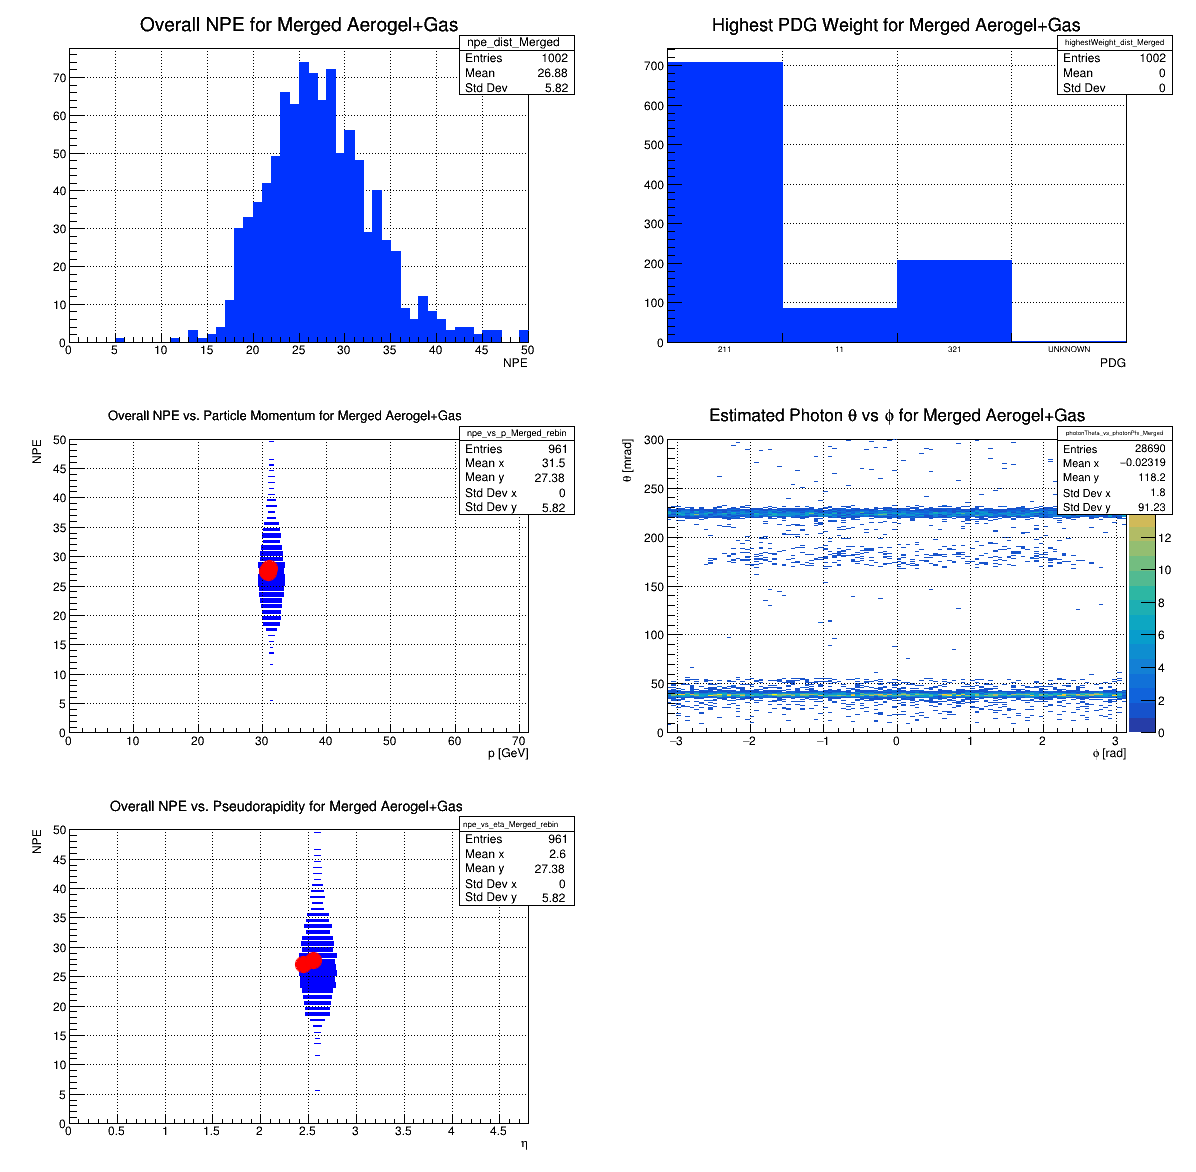 Overall NPE for Merged Aerogel+Gas
npe_dist_Merged
Entries 1002
Mean 26.88
Std Dev 5.82
70
60
50
40
30
20
10
0
0 5 10 15 20 25 30 35 40 45 50
NPE
Highest PDG Weight for Merged Aerogel+Gas
highestWeight_dist_Merged
Entries 1002
Mean 0
Std Dev 0
700
600
500
400
300
200
100
0
211 11 321 UNKNOWN
PDG
Overall NPE vs. Particle Momentum for Merged Aerogel+Gas
npe_vs_p_Merged_rebin
Entries 961
Mean x 31.5
Mean y 27.38
Std Dev x 0
Std Dev y 5.82
NPE
50
45
40
35
30
25
20
15
10
5
0
0 10 20 30 40 50 60 70
p [GeV]
Estimated Photon θ vs ϕ for Merged Aerogel+Gas
photonTheta_vs_photonPhi_Merged
Entries 28690
Mean x −0.02319
Mean y 118.2
Std Dev x 1.8
Std Dev y 91.23
θ [mrad]
300
250
200
150
100
50
0
−3 −2 −1 0 1 2 3
ϕ [rad]
12
10
8
6
4
2
0
Overall NPE vs. Pseudorapidity for Merged Aerogel+Gas
npe_vs_eta_Merged_rebin
Entries 961
Mean x 2.6
Mean y 27.38
Std Dev x 0
Std Dev y 5.82
NPE
50
45
40
35
30
25
20
15
10
5
0
0 0.5 1 1.5 2 2.5 3 3.5 4 4.5
η